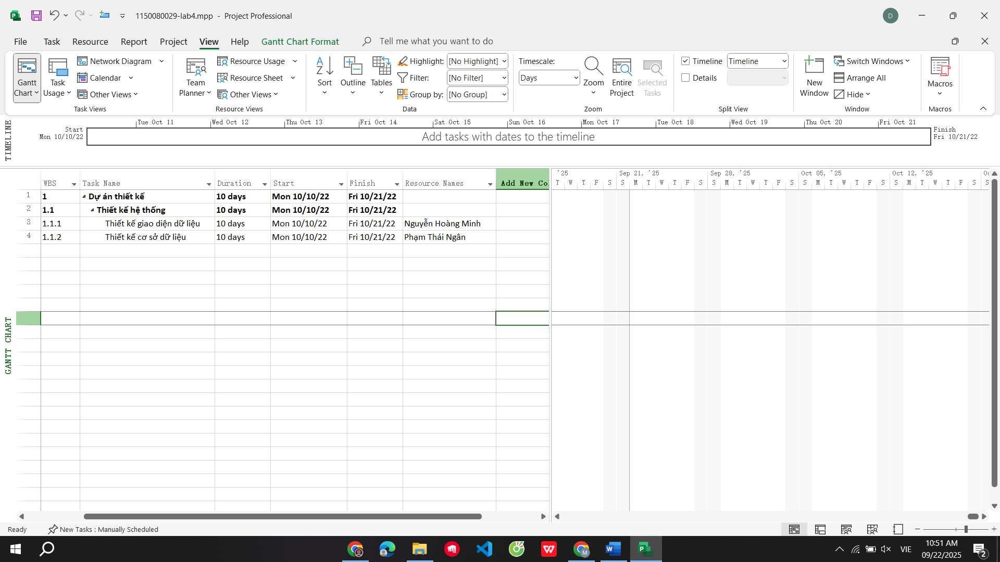 1150080029-lab4.mpp - Project Professional
D
File Task Resource Report Project View Help Gantt Chart Format Tell me what you want to do
Gantt Chart
Task Usage
Network Diagram
Calendar
Other Views
Task Views
Team Planner
Resource Usage
Resource Sheet
Other Views
Resource Views
Sort
Outline
Tables
Highlight: [No Highlight]
Filter: [No Filter]
Group by: [No Group]
Data
Timescale:
Days
Zoom
Entire Project
Selected Tasks
Zoom
Timeline Timeline
Details
Split View
New Window
Switch Windows
Arrange All
Hide
Window
Macros
Macros
TIMELINE
Tue Oct 11 Wed Oct 12 Thu Oct 13 Fri Oct 14 Sat Oct 15 Sun Oct 16 Mon Oct 17 Tue Oct 18 Wed Oct 19 Thu Oct 20 Fri Oct 21
Start
Mon 10/10/22
Add tasks with dates to the timeline
Finish
Fri 10/21/22
'25 Sep 21, '25 Sep 28, '25 Oct 05, '25 Oct 12, '25
T W T F S S M T W T F S S M T W T F S S M T W T F S S M T W T F S S
WBS Task Name Duration Start Finish Resource Names Add New Col
1 1 Dự án thiết kế 10 days Mon 10/10/22 Fri 10/21/22
2 1.1 Thiết kế hệ thống 10 days Mon 10/10/22 Fri 10/21/22
3 1.1.1 Thiết kế giao diện dữ liệu 10 days Mon 10/10/22 Fri 10/21/22 Nguyễn Hoàng Minh
4 1.1.2 Thiết kế cơ sở dữ liệu 10 days Mon 10/10/22 Fri 10/21/22 Phạm Thái Ngân
GANTT CHART
Ready New Tasks : Manually Scheduled
VIE
10:51 AM
09/22/2025
2